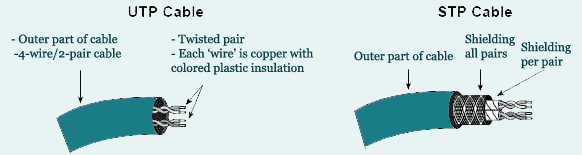 UTP Cable
- Outer part of cable
-4-wire/2-pair cable
- Twisted pair
- Each ‘wire’ is copper with
colored plastic insulation
STP Cable
Outer part of cable
Shielding
all pairs
Shielding
per pair